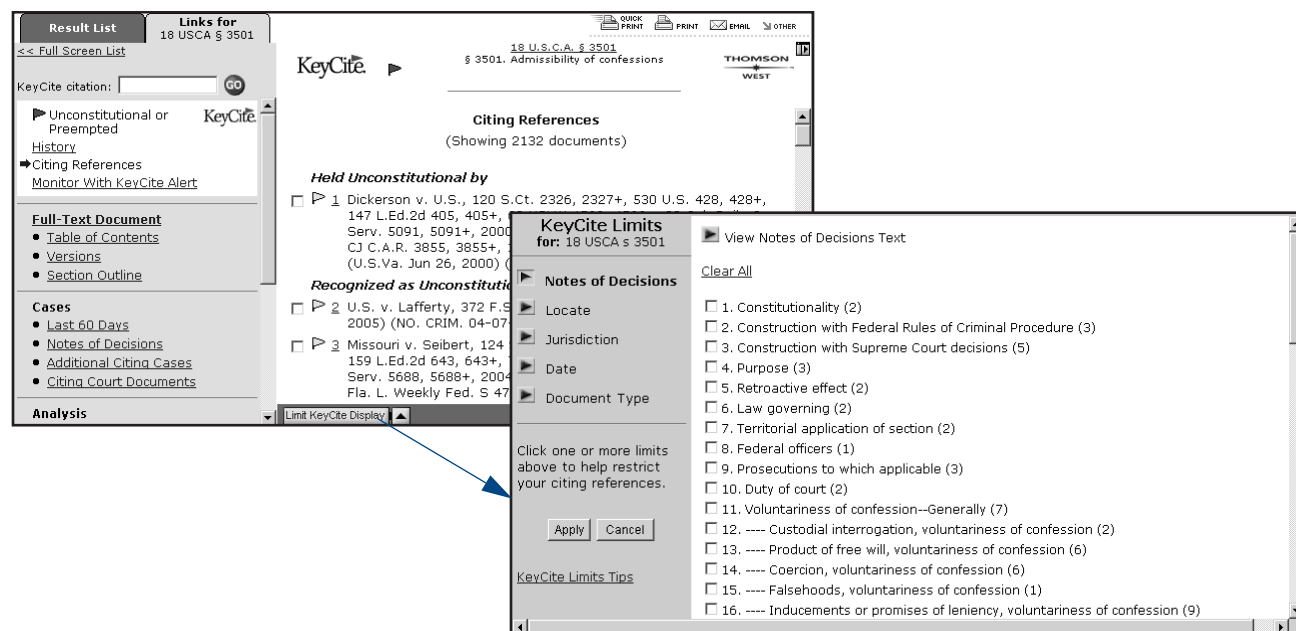 Result List
Links for
18 USCA § 3501
<< Full Screen List
KeyCite citation:
GO
Unconstitutional or
Preempted
KeyCite.
History
Citing References
Monitor With KeyCite Alert
Full-Text Document
• Table of Contents
• Versions
• Section Outline
Cases
• Last 60 Days
• Notes of Decisions
• Additional Citing Cases
• Citing Court Documents
Analysis
QUICK PRINT
PRINT
EMAIL
OTHER
KeyCite.
18 U.S.C.A. § 3501
§ 3501. Admissibility of confessions
THOMSON
WEST
Citing References
(Showing 2132 documents)
Held Unconstitutional by
1 Dickerson v. U.S., 120 S.Ct. 2326, 2327+, 530 U.S. 428, 428+,
147 L.Ed.2d 405, 405+,
Serv. 5091, 5091+, 2000
CJ C.A.R. 3855, 3855+,
(U.S.Va. Jun 26, 2000) (
Recognized as Unconstitutio
2 U.S. v. Lafferty, 372 F.S
2005) (NO. CRIM. 04-07
3 Missouri v. Seibert, 124
159 L.Ed.2d 643, 643+,
Serv. 5688, 5688+, 2004
Fla. L. Weekly Fed. S 47
Limit KeyCite Display
KeyCite Limits
for: 18 USCA s 3501
Notes of Decisions
Locate
Jurisdiction
Date
Document Type
Click one or more limits
above to help restrict
your citing references.
Apply
Cancel
KeyCite Limits Tips
View Notes of Decisions Text
Clear All
1. Constitutionality (2)
2. Construction with Federal Rules of Criminal Procedure (3)
3. Construction with Supreme Court decisions (5)
4. Purpose (3)
5. Retroactive effect (2)
6. Law governing (2)
7. Territorial application of section (2)
8. Federal officers (1)
9. Prosecutions to which applicable (3)
10. Duty of court (2)
11. Voluntariness of confession--Generally (7)
12. ---- Custodial interrogation, voluntariness of confession (2)
13. ---- Product of free will, voluntariness of confession (6)
14. ---- Coercion, voluntariness of confession (6)
15. ---- Falsehoods, voluntariness of confession (1)
16. ---- Inducements or promises of leniency, voluntariness of confession (9)